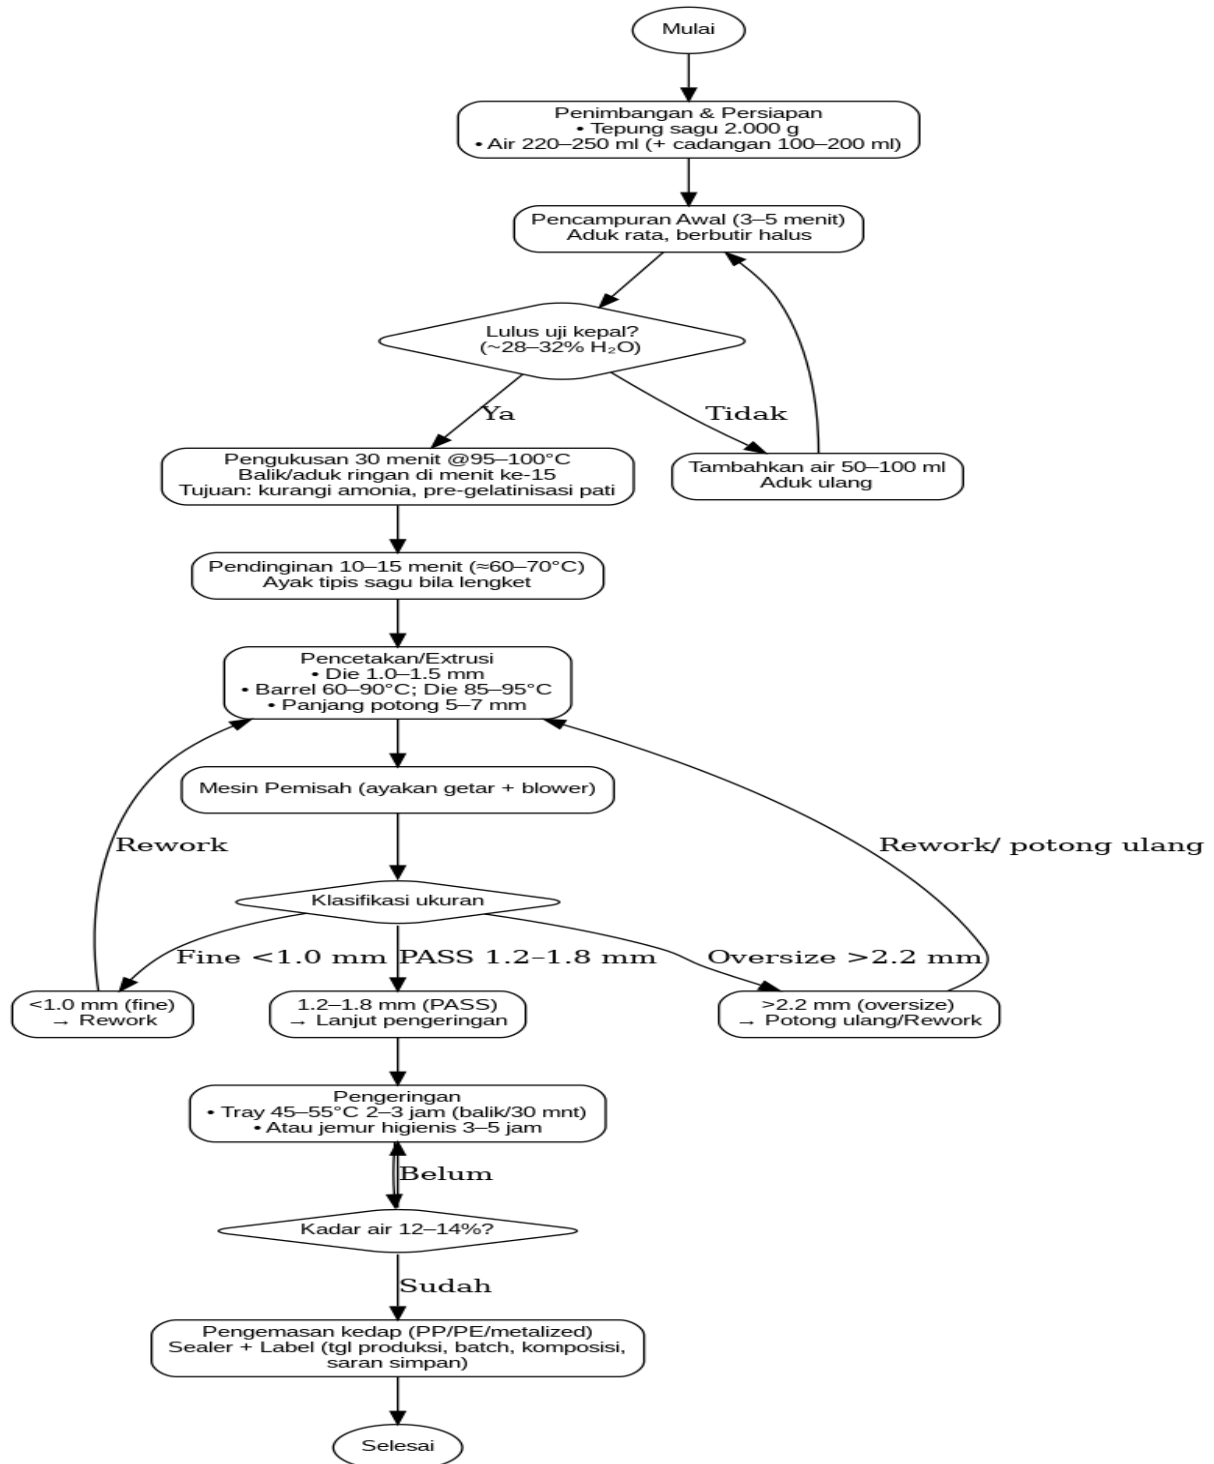 Mulai
Penimbangan & Persiapan
• Tepung sagu 2.000 g
• Air 220–250 ml (+ cadangan 100–200 ml)
Pencampuran Awal (3–5 menit)
Aduk rata, berbutir halus
Lulus uji kepal?
(~28–32% H₂O)
Ya
Tidak
Pengukusan 30 menit @95–100°C
Balik/aduk ringan di menit ke-15
Tujuan: kurangi amonia, pre-gelatinisasi pati
Tambahkan air 50–100 ml
Aduk ulang
Pendinginan 10–15 menit (≈60–70°C)
Ayak tipis sagu bila lengket
Pencetakan/Extrusi
• Die 1.0–1.5 mm
• Barrel 60–90°C; Die 85–95°C
• Panjang potong 5–7 mm
Mesin Pemisah (ayakan getar + blower)
Rework
Rework/ potong ulang
Klasifikasi ukuran
Fine <1.0 mm
PASS 1.2–1.8 mm
Oversize >2.2 mm
<1.0 mm (fine)
→ Rework
1.2–1.8 mm (PASS)
→ Lanjut pengeringan
>2.2 mm (oversize)
→ Potong ulang/Rework
Pengeringan
• Tray 45–55°C 2–3 jam (balik/30 mnt)
• Atau jemur higienis 3–5 jam
Belum
Kadar air 12–14%?
Sudah
Pengemasan kedap (PP/PE/metalized)
Sealer + Label (tgl produksi, batch, komposisi,
saran simpan)
Selesai